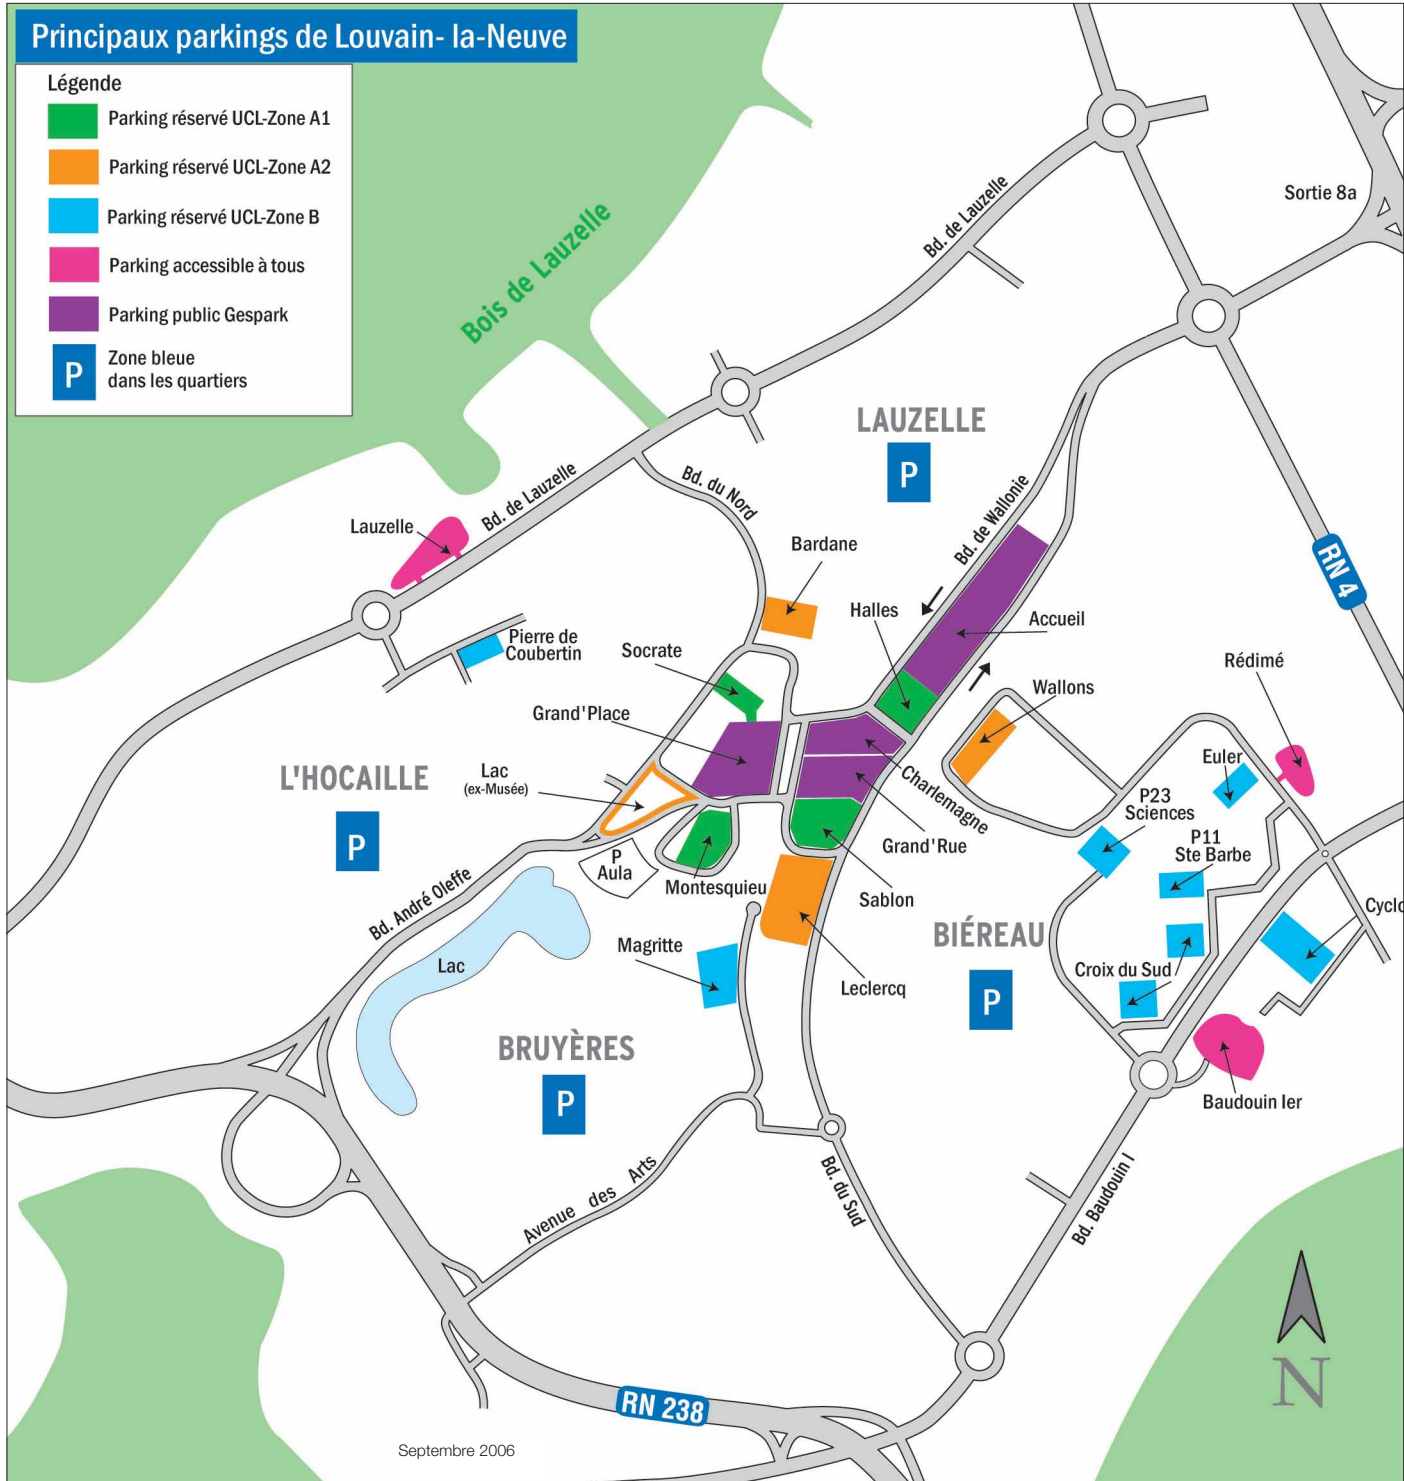 Principaux parkings de Louvain- la-Neuve
Légende
Parking réservé UCL-Zone A1
Parking réservé UCL-Zone A2
Parking réservé UCL-Zone B
Parking accessible à tous
Parking public Gespark
P
Zone bleue
dans les quartiers
Sortie 8a
Bd. de Lauzelle
Bois de Lauzelle
LAUZELLE
P
Bd. du Nord
Bd. de Lauzelle
Lauzelle
Bd. de Wallonie
RN 4
Bardane
Halles
Accueil
Pierre de
Coubertin
Socrate
Rédimé
Wallons
Grand'Place
Euler
L'HOCAILLE
P
Lac
(ex-Musée)
Charlemagne
P23
Sciences
P11
Ste Barbe
Grand'Rue
P
Aula
Montesquieu
Sablon
Bd. André Oleffe
Cyclo
BIÉREAU
P
Magritte
Lac
Croix du Sud
Leclercq
BRUYÈRES
P
Baudouin Ier
Avenue des Arts
Bd. du Sud
Bd. Baudouin I
N
RN 238
Septembre 2006